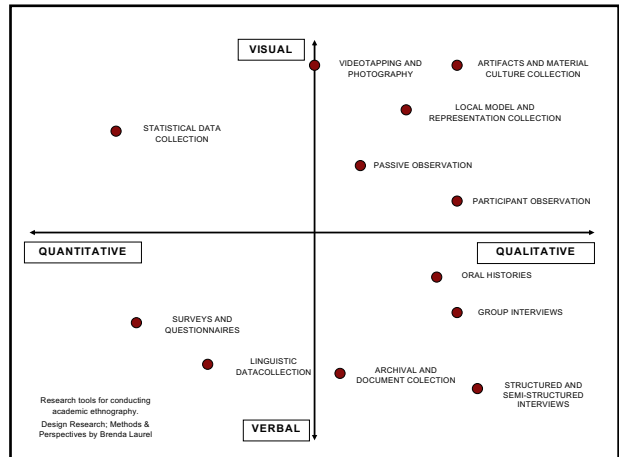 VISUAL
VIDEOTAPPING AND
PHOTOGRAPHY
ARTIFACTS AND MATERIAL
CULTURE COLLECTION
LOCAL MODEL AND
REPRESENTATION COLLECTION
STATISTICAL DATA
COLLECTION
PASSIVE OBSERVATION
PARTICIPANT OBSERVATION
QUANTITATIVE
QUALITATIVE
ORAL HISTORIES
GROUP INTERVIEWS
SURVEYS AND
QUESTIONNAIRES
LINGUISTIC
DATACOLLECTION
ARCHIVAL AND
DOCUMENT COLECTION
STRUCTURED AND
SEMI-STRUCTURED
INTERVIEWS
Research tools for conducting
academic ethnography.
Design Research; Methods &
Perspectives by Brenda Laurel
VERBAL